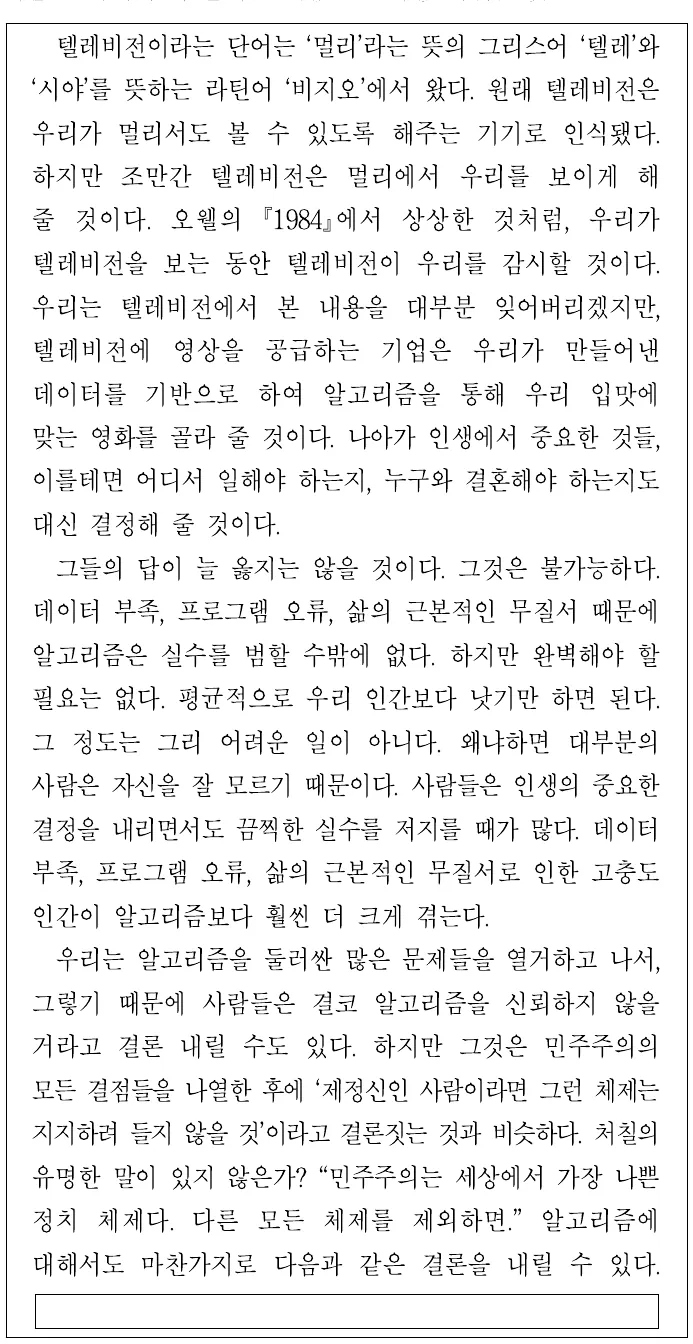 텔레비전이라는 단어는 ‘멀리’라는 뜻의 그리스어 ‘텔레’와
‘시야’를 뜻하는 라틴어 ‘비지오’에서 왔다. 원래 텔레비전은
우리가 멀리서도 볼 수 있도록 해주는 기기로 인식됐다.
하지만 조만간 텔레비전은 멀리에서 우리를 보이게 해
줄 것이다. 오웰의 『1984』에서 상상한 것처럼, 우리가
텔레비전을 보는 동안 텔레비전이 우리를 감시할 것이다.
우리는 텔레비전에서 본 내용을 대부분 잊어버리겠지만,
텔레비전에 영상을 공급하는 기업은 우리가 만들어낸
데이터를 기반으로 하여 알고리즘을 통해 우리 입맛에
맞는 영화를 골라 줄 것이다. 나아가 인생에서 중요한 것들,
이를테면 어디서 일해야 하는지, 누구와 결혼해야 하는지도
대신 결정해 줄 것이다.
그들의 답이 늘 옳지는 않을 것이다. 그것은 불가능하다.
데이터 부족, 프로그램 오류, 삶의 근본적인 무질서 때문에
알고리즘은 실수를 범할 수밖에 없다. 하지만 완벽해야 할
필요는 없다. 평균적으로 우리 인간보다 낫기만 하면 된다.
그 정도는 그리 어려운 일이 아니다. 왜냐하면 대부분의
사람은 자신을 잘 모르기 때문이다. 사람들은 인생의 중요한
결정을 내리면서도 끔찍한 실수를 저지를 때가 많다. 데이터
부족, 프로그램 오류, 삶의 근본적인 무질서로 인한 고충도
인간이 알고리즘보다 훨씬 더 크게 겪는다.
우리는 알고리즘을 둘러싼 많은 문제들을 열거하고 나서,
그렇기 때문에 사람들은 결코 알고리즘을 신뢰하지 않을
거라고 결론 내릴 수도 있다. 하지만 그것은 민주주의의
모든 결점들을 나열한 후에 ‘제정신인 사람이라면 그런 체제는
지지하려 들지 않을 것’이라고 결론짓는 것과 비슷하다. 처칠의
유명한 말이 있지 않은가? “민주주의는 세상에서 가장 나쁜
정치 체제다. 다른 모든 체제를 제외하면.” 알고리즘에
대해서도 마찬가지로 다음과 같은 결론을 내릴 수 있다.